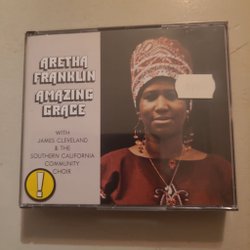 ARETHA
FRANKLIN
AMAZING
GRACE
WITH
JAMES CLEVELAND
& THE
SOUTHERN CALIFORNIA
COMMUNITY
CHOIR
!